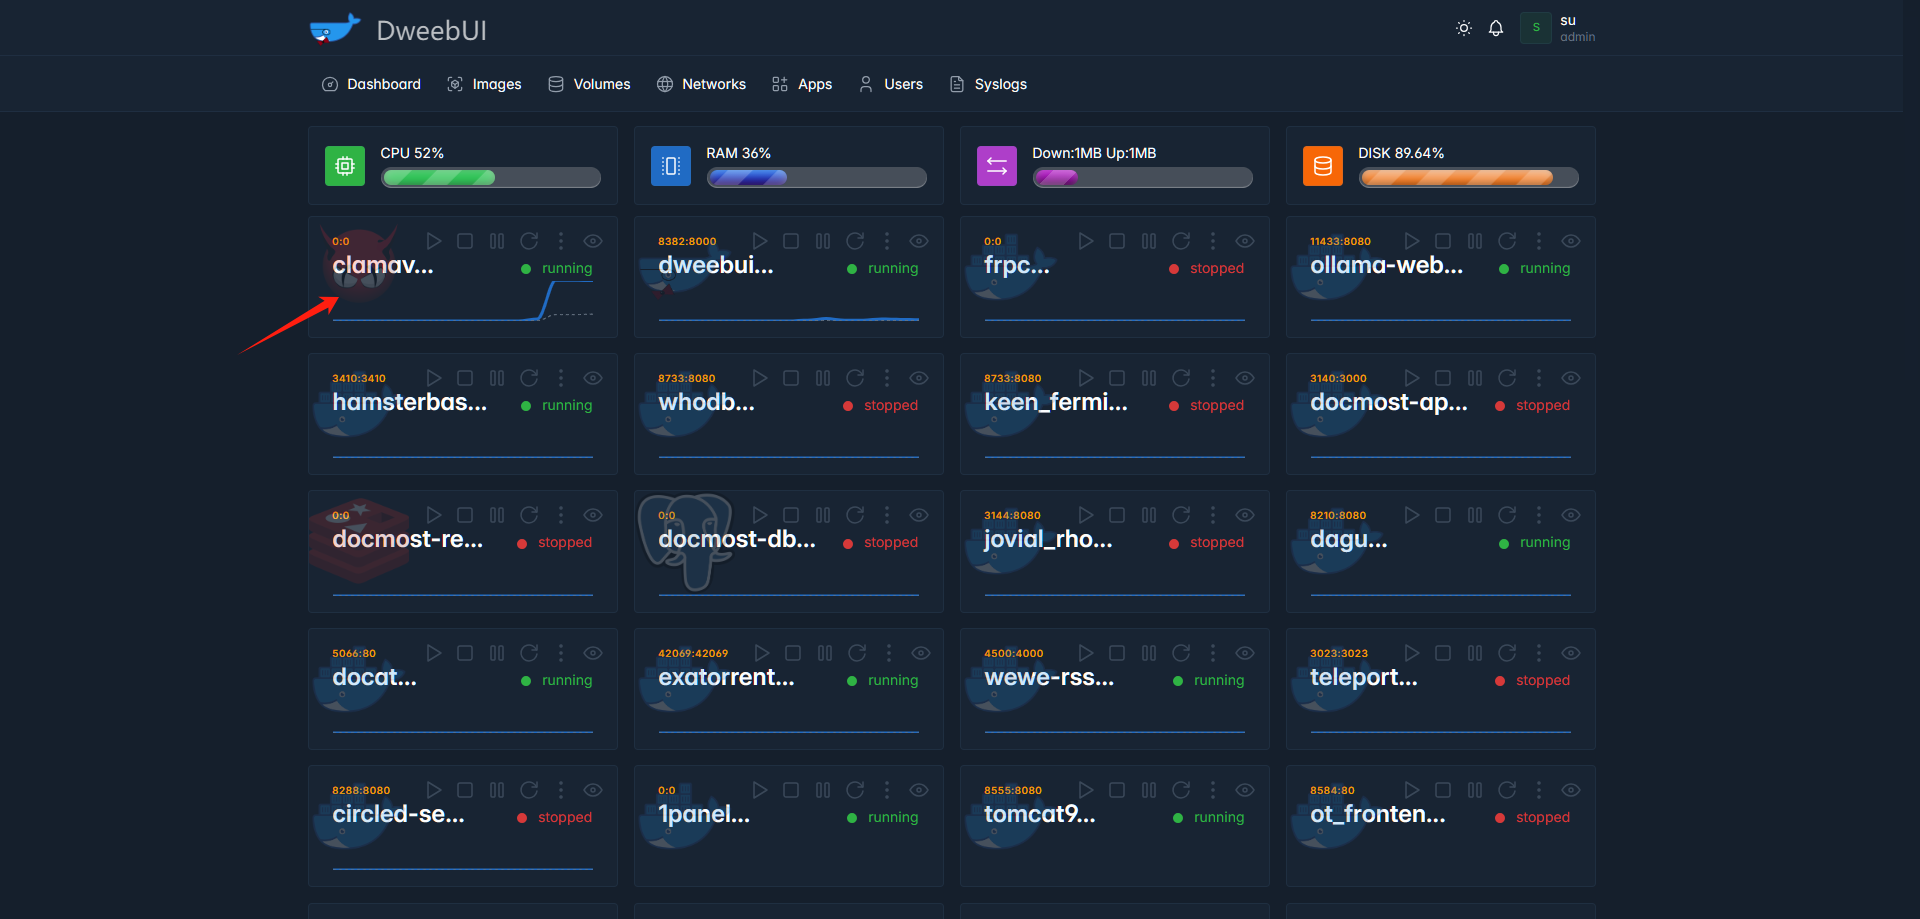 DweebUI
S
su
admin
Dashboard
Images
Volumes
Networks
Apps
Users
Syslogs
CPU 52%
RAM 36%
Down:1MB Up:1MB
DISK 89.64%
0:0
clamav...
running
8382:8000
dweebui...
running
0:0
frpc...
stopped
11433:8080
ollama-web...
running
3410:3410
hamsterbas...
running
8733:8080
whodb...
stopped
8733:8080
keen_fermi...
stopped
3140:3000
docmost-ap...
stopped
0:0
docmost-re...
stopped
0:0
docmost-db...
stopped
3144:8080
jovial_rho...
stopped
8210:8080
dagu...
running
5066:80
docat...
running
42069:42069
exatorrent...
running
4500:4000
wewe-rss...
running
3023:3023
teleport...
stopped
8288:8080
circled-se...
stopped
0:0
1panel...
running
8555:8080
tomcat9...
running
8584:80
ot_fronten...
stopped